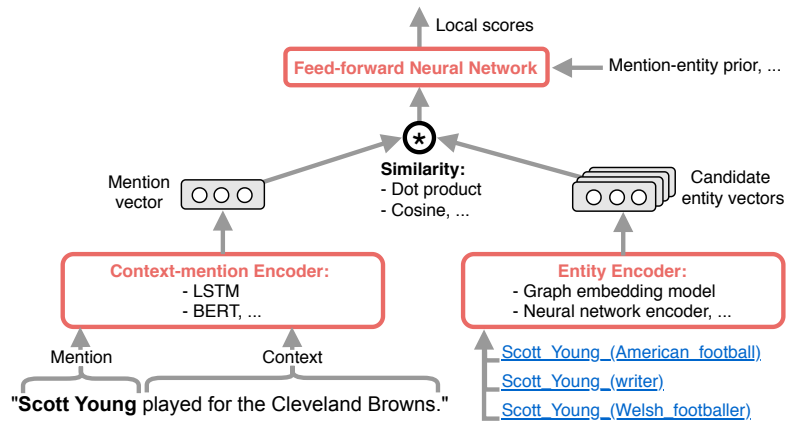 Local scores
Feed-forward Neural Network
Mention-entity prior, ...
*
Similarity:
- Dot product
- Cosine, ...
Mention
vector
Candidate
entity vectors
Context-mention Encoder:
- LSTM
- BERT, ...
Entity Encoder:
- Graph embedding model
- Neural network encoder, ...
Mention
Context
"Scott Young played for the Cleveland Browns."
Scott_Young_(American_football)
Scott_Young_(writer)
Scott_Young_(Welsh_footballer)